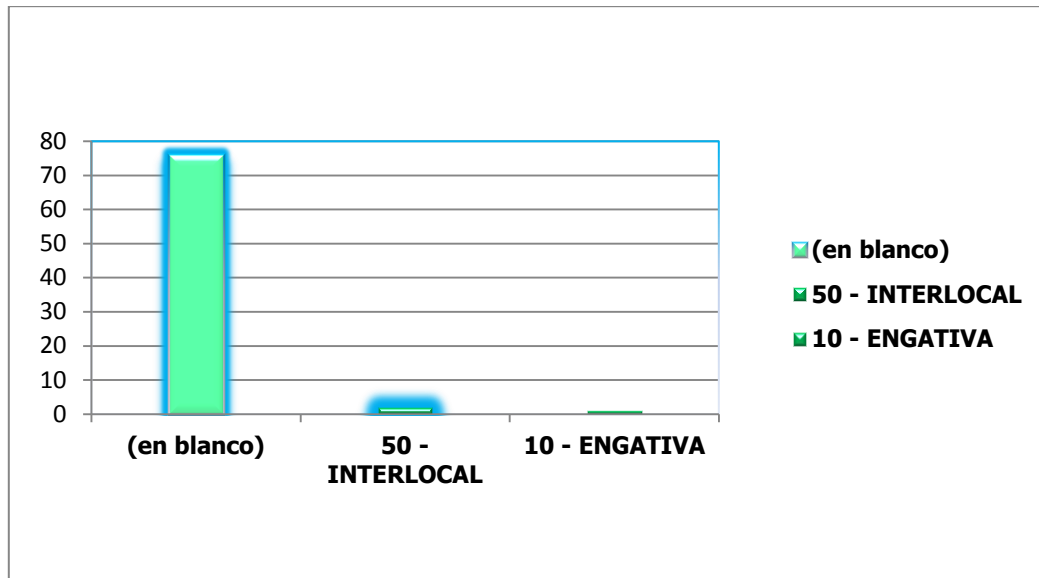 80
70
60
50
40
30
20
10
0
(en blanco)
50 -
INTERLOCAL
10 - ENGATIVA
(en blanco)
50 - INTERLOCAL
10 - ENGATIVA